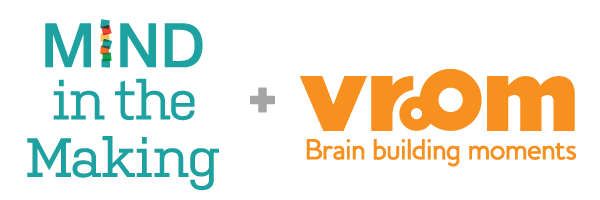 MIND
in the
Making
+
vroom
Brain building moments